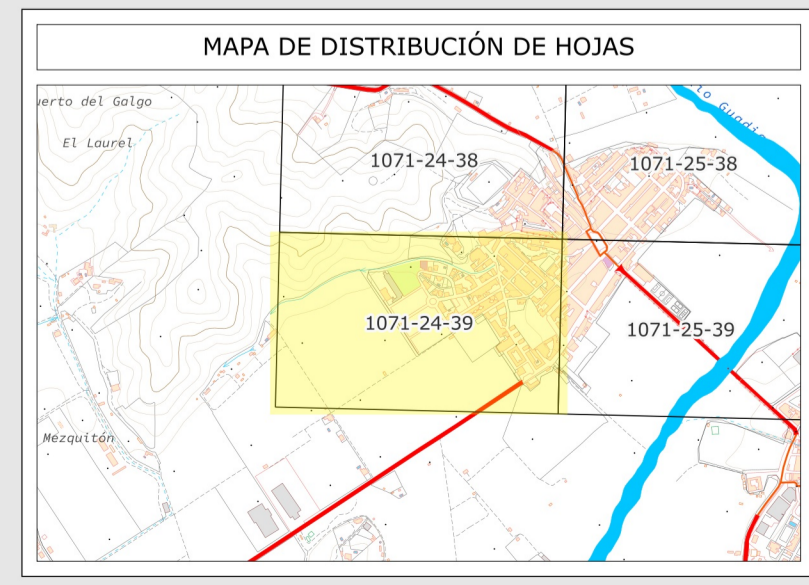 MAPA DE DISTRIBUCIÓN DE HOJAS
del Galgo
El Laurel
1071-24-38
1071-25-38
1071-24-39
1071-25-39
Mezquitón